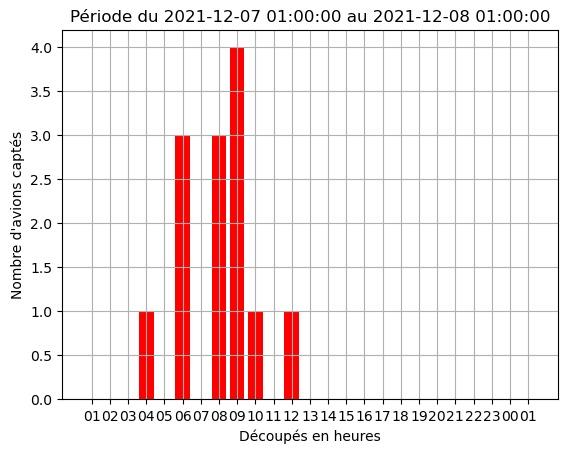 Période du 2021-12-07 01:00:00 au 2021-12-08 01:00:00
4.0
3.5
3.0
2.5
2.0
1.5
1.0
0.5
0.0
Nombre d'avions captés
01 02 03 04 05 06 07 08 09 10 11 12 13 14 15 16 17 18 19 20 21 22 23 00 01
Découpés en heures